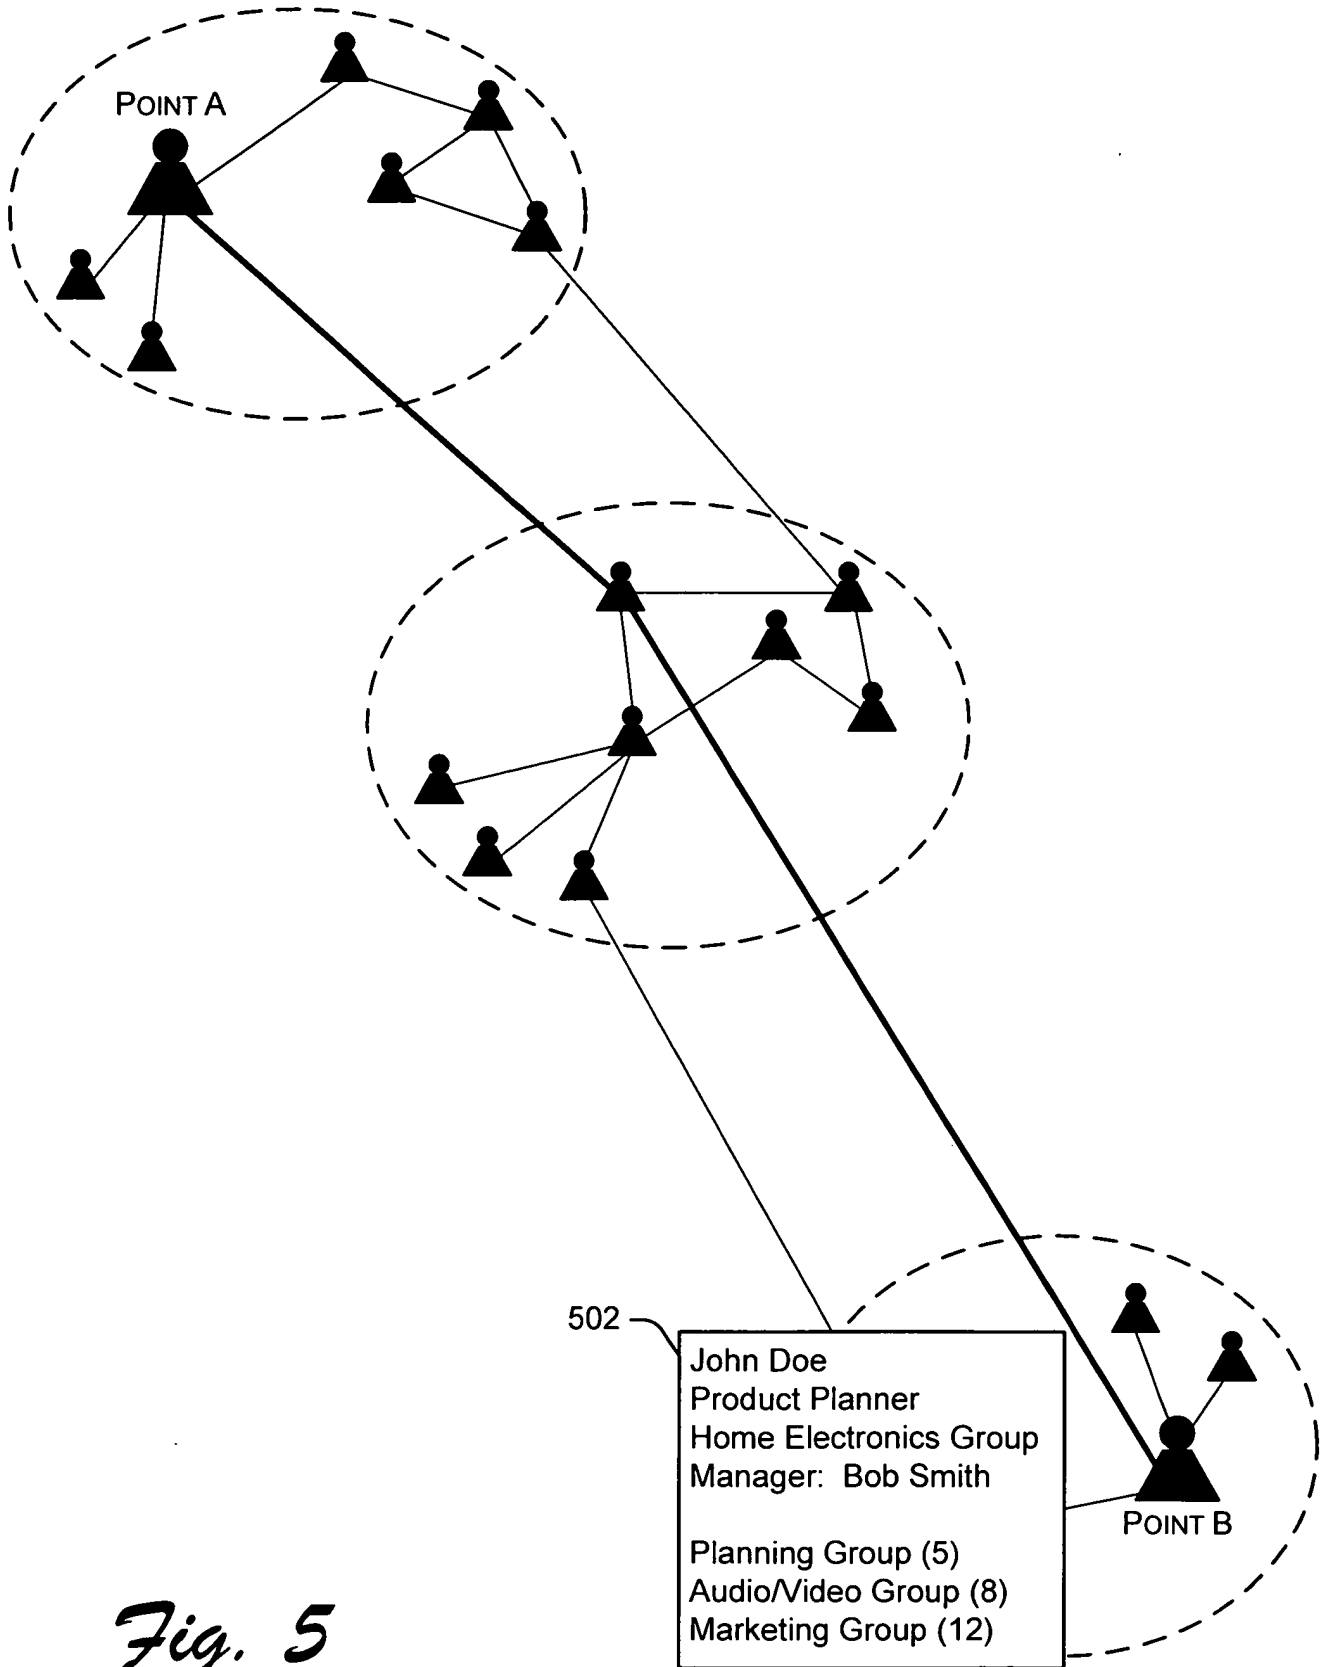 POINT A
502
John Doe
Product Planner
Home Electronics Group
Manager: Bob Smith
Planning Group (5)
Audio/Video Group (8)
Marketing Group (12)
POINT B
Fig. 5